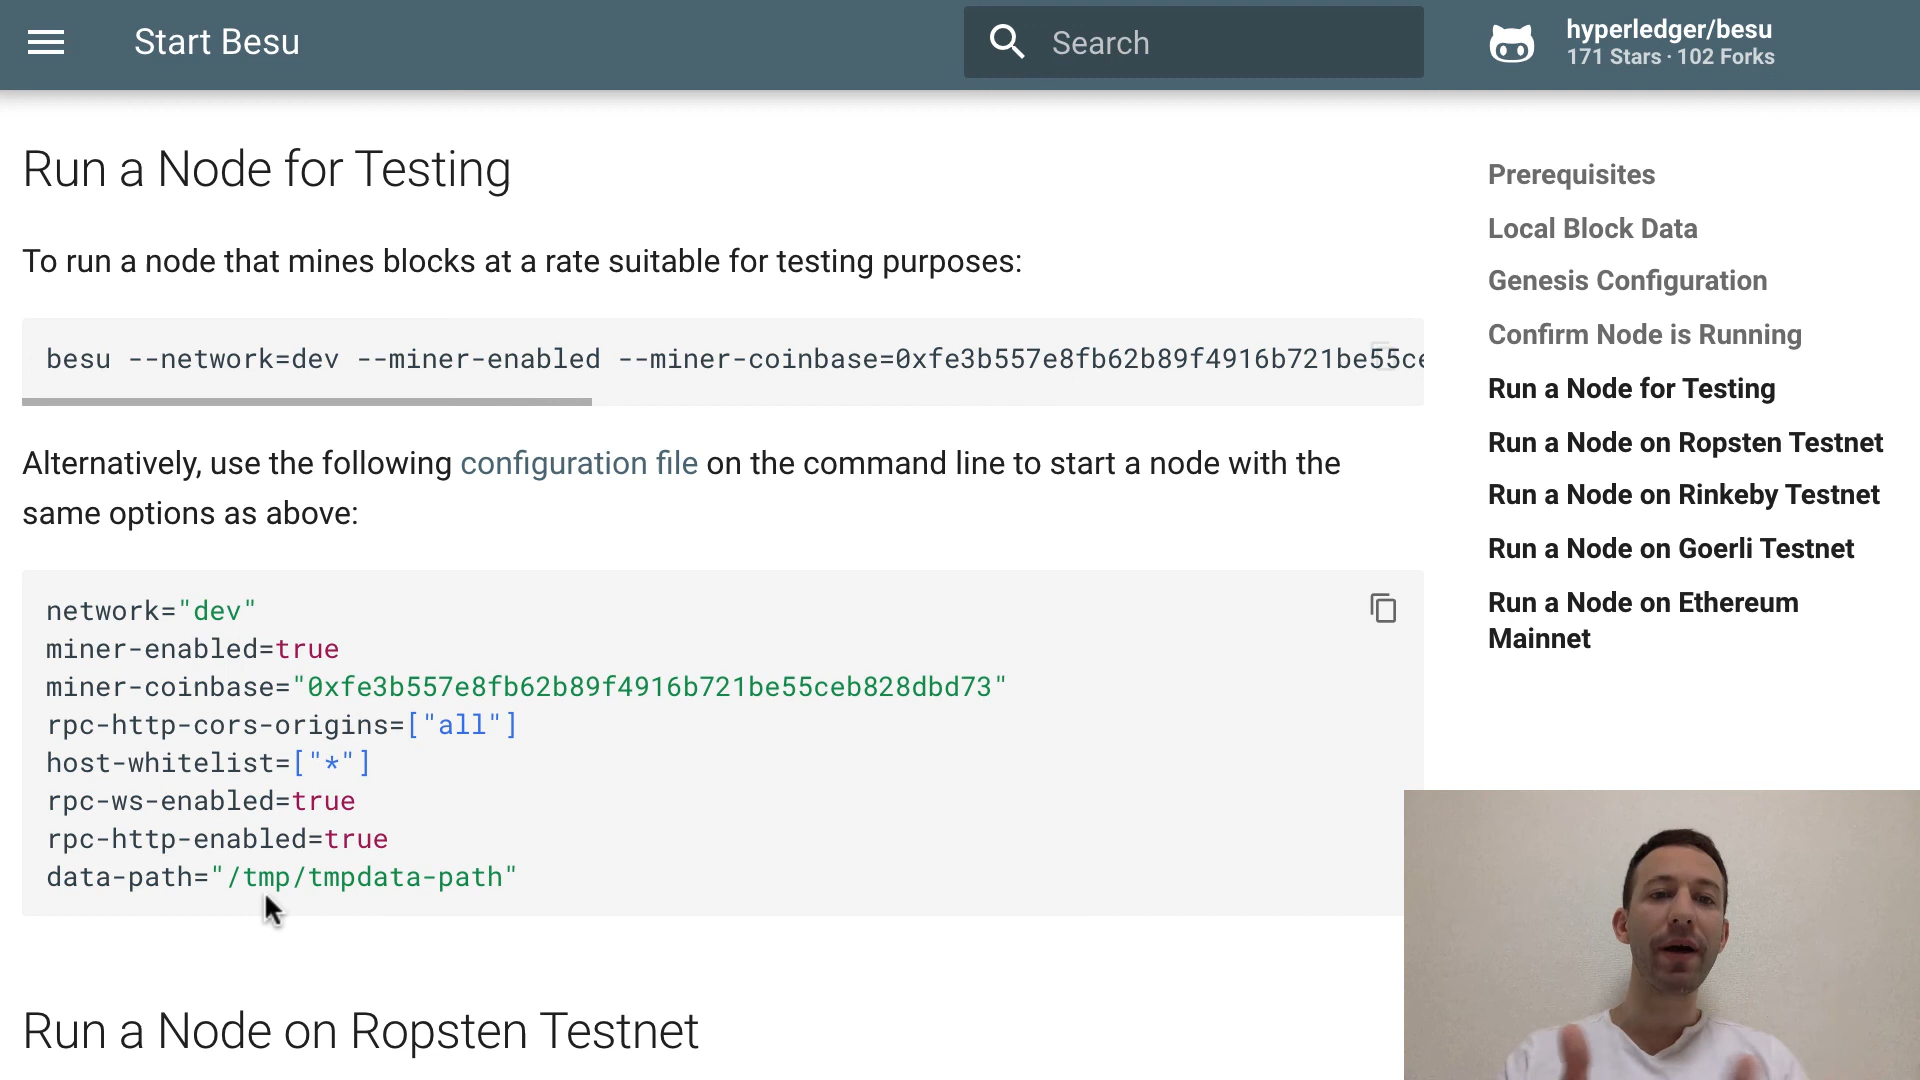 Start Besu
Search
hyperledger/besu
171 Stars · 102 Forks
Run a Node for Testing
To run a node that mines blocks at a rate suitable for testing purposes:
besu --network=dev --miner-enabled --miner-coinbase=0xfe3b557e8fb62b89f4916b721be55ce
Alternatively, use the following configuration file on the command line to start a node with the
same options as above:
network="dev"
miner-enabled=true
miner-coinbase="0xfe3b557e8fb62b89f4916b721be55ceb828dbd73"
rpc-http-cors-origins=["all"]
host-whitelist=["*"]
rpc-ws-enabled=true
rpc-http-enabled=true
data-path="/tmp/tmpdata-path"
Run a Node on Ropsten Testnet
Prerequisites
Local Block Data
Genesis Configuration
Confirm Node is Running
Run a Node for Testing
Run a Node on Ropsten Testnet
Run a Node on Rinkeby Testnet
Run a Node on Goerli Testnet
Run a Node on Ethereum
Mainnet